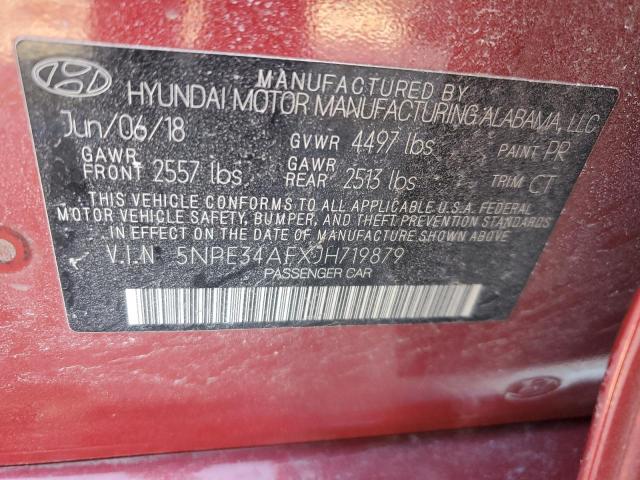 MANUFACTURED BY
HYUNDAI MOTOR MANUFACTURING ALABAMA, LLC
Jun/06/18 GVWR 4497 lbs PAINT PR
GAWR FRONT 2557 lbs GAWR REAR 2513 lbs TRIM CT
THIS VEHICLE CONFORMS TO ALL APPLICABLE U.S.A. FEDERAL
MOTOR VEHICLE SAFETY, BUMPER, AND THEFT PREVENTION STANDARDS
IN EFFECT ON THE DATE OF MANUFACTURE SHOWN ABOVE.
V.I.N 5NPE34AFXJH719879
PASSENGER CAR